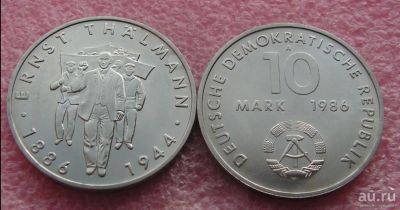 ERNST THÄLMANN
1886
1944
A
10
MARK 1986
DEUTSCHE DEMOKRATISCHE REPUBLIK
au.ru